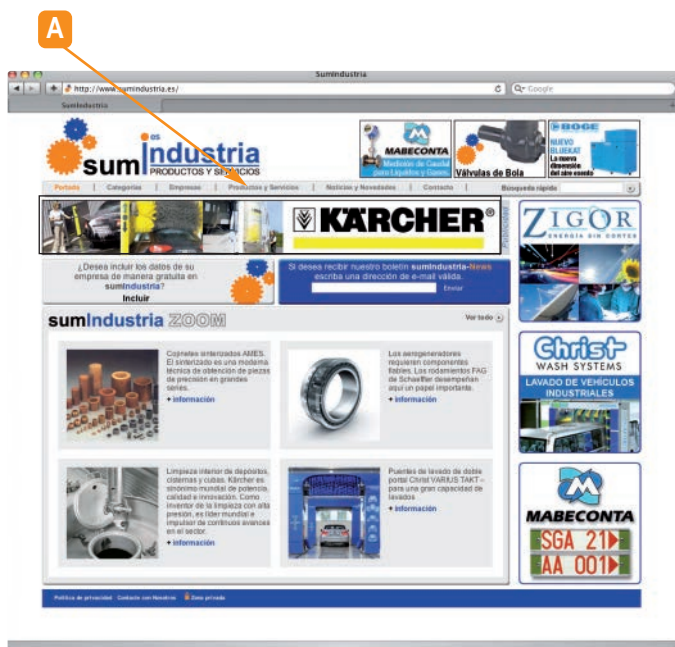 A
Sumindustria
http://www.sumindustria.es/
Google
SumIndustria
.es
sumIndustria
PRODUCTOS Y SERVICIOS
MABECONTA
Medición de Caudal
para Líquidos y Gases
Válvulas de Bola
BOGE
NUEVO
BLUEKAT
La nueva
dimensión
del aire exento
Portada | Categorías | Empresas | Productos y Servicios | Noticias y Novedades | Contacto | Búsqueda rápida
KÄRCHER®
Publicidad
ZIGOR
ENERGÍA SIN CORTES
¿Desea incluir los datos de su
empresa de manera gratuita en
sumIndustria?
Incluir
Si desea recibir nuestro boletín sumIndustria-News
escriba una dirección de e-mail válida.
Enviar
sumIndustria ZOOM
Ver todo
Cojinetes sinterizados AMES.
El sinterizado es una moderna
técnica de obtención de piezas
de precisión en grandes
series.
+ información
Los aerogeneradores
requieren componentes
fiables. Los rodamientos FAG
de Schaeffler desempeñan
aquí un papel importante.
+ información
Limpieza interior de depósitos,
cisternas y cubas. Kärcher es
sinónimo mundial de potencia,
calidad e innovación. Como
inventor de la limpieza con alta
presión, es líder mundial e
impulsor de continuos avances
en el sector.
+ información
Puentes de lavado de doble
portal Christ VARIUS TAKT –
para una gran capacidad de
lavados
+ información
Christ
WASH SYSTEMS
LAVADO DE VEHÍCULOS
INDUSTRIALES
MABECONTA
SGA 21
AA 001
Política de privacidad Contacte con Nosotros Zona privada